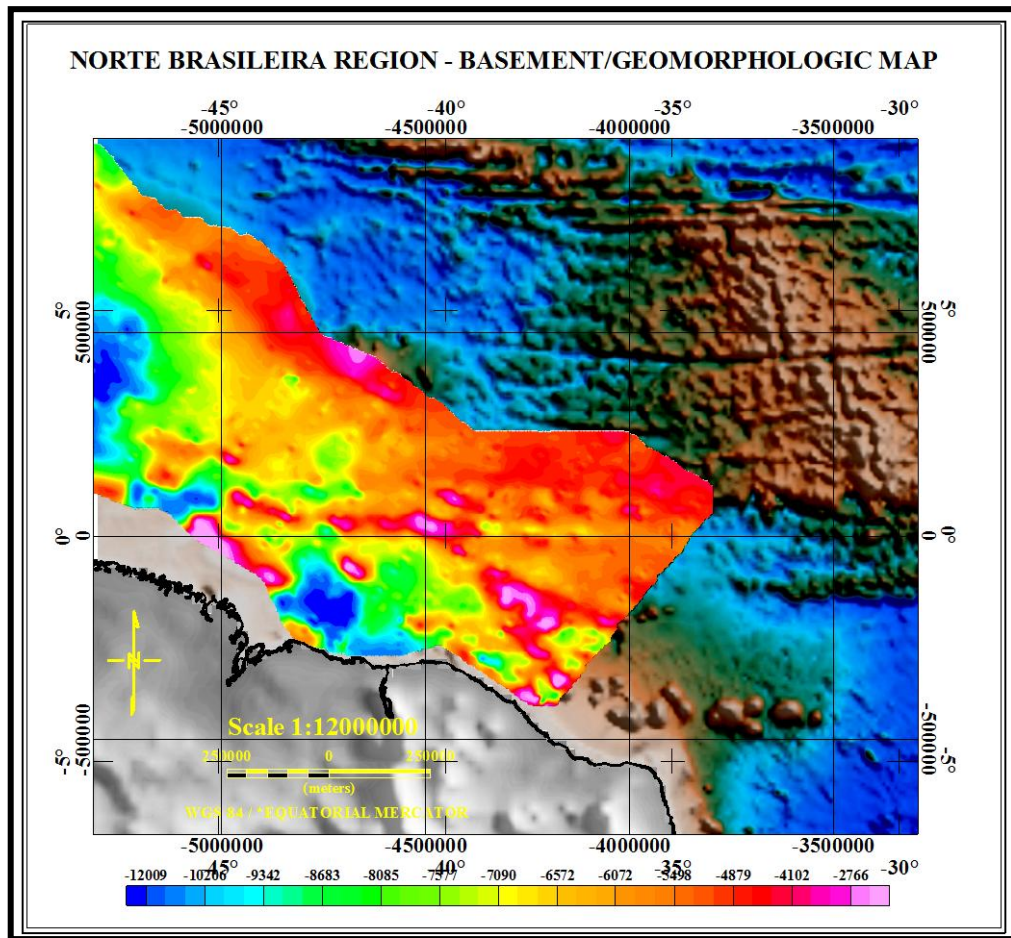 NORTE BRASILEIRA REGION - BASEMENT/GEOMORPHOLOGIC MAP
-45° -40° -35° -30°
-5000000 -4500000 -4000000 -3500000
5° 5°
500000 500000
0° 0 0 0°
N
-500000 -500000
-5° -5°
Scale 1:12000000
250000 0 250000
(meters)
WGS 84 / *EQUATORIAL MERCATOR
-5000000 -4500000 -4000000 -3500000
-45° -40° -35° -30°
-12009 -10206 -9342 -8683 -8085 -7577 -7090 -6572 -6072 -5498 -4879 -4102 -2766